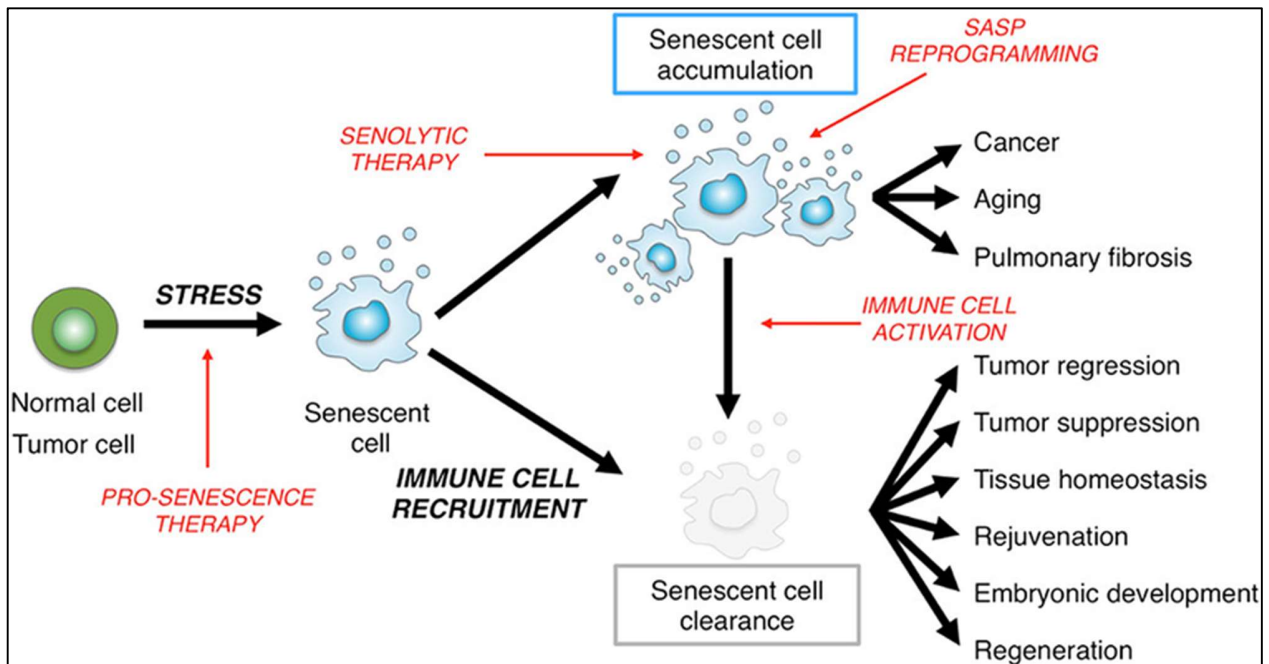 Senescent cell
accumulation
SASP
REPROGRAMMING
SENOLYTIC
THERAPY
Cancer
Aging
Pulmonary fibrosis
STRESS
IMMUNE CELL
ACTIVATION
Normal cell
Tumor cell
Senescent
cell
PRO-SENESCENCE
THERAPY
IMMUNE CELL
RECRUITMENT
Tumor regression
Tumor suppression
Tissue homeostasis
Rejuvenation
Embryonic development
Regeneration
Senescent cell
clearance